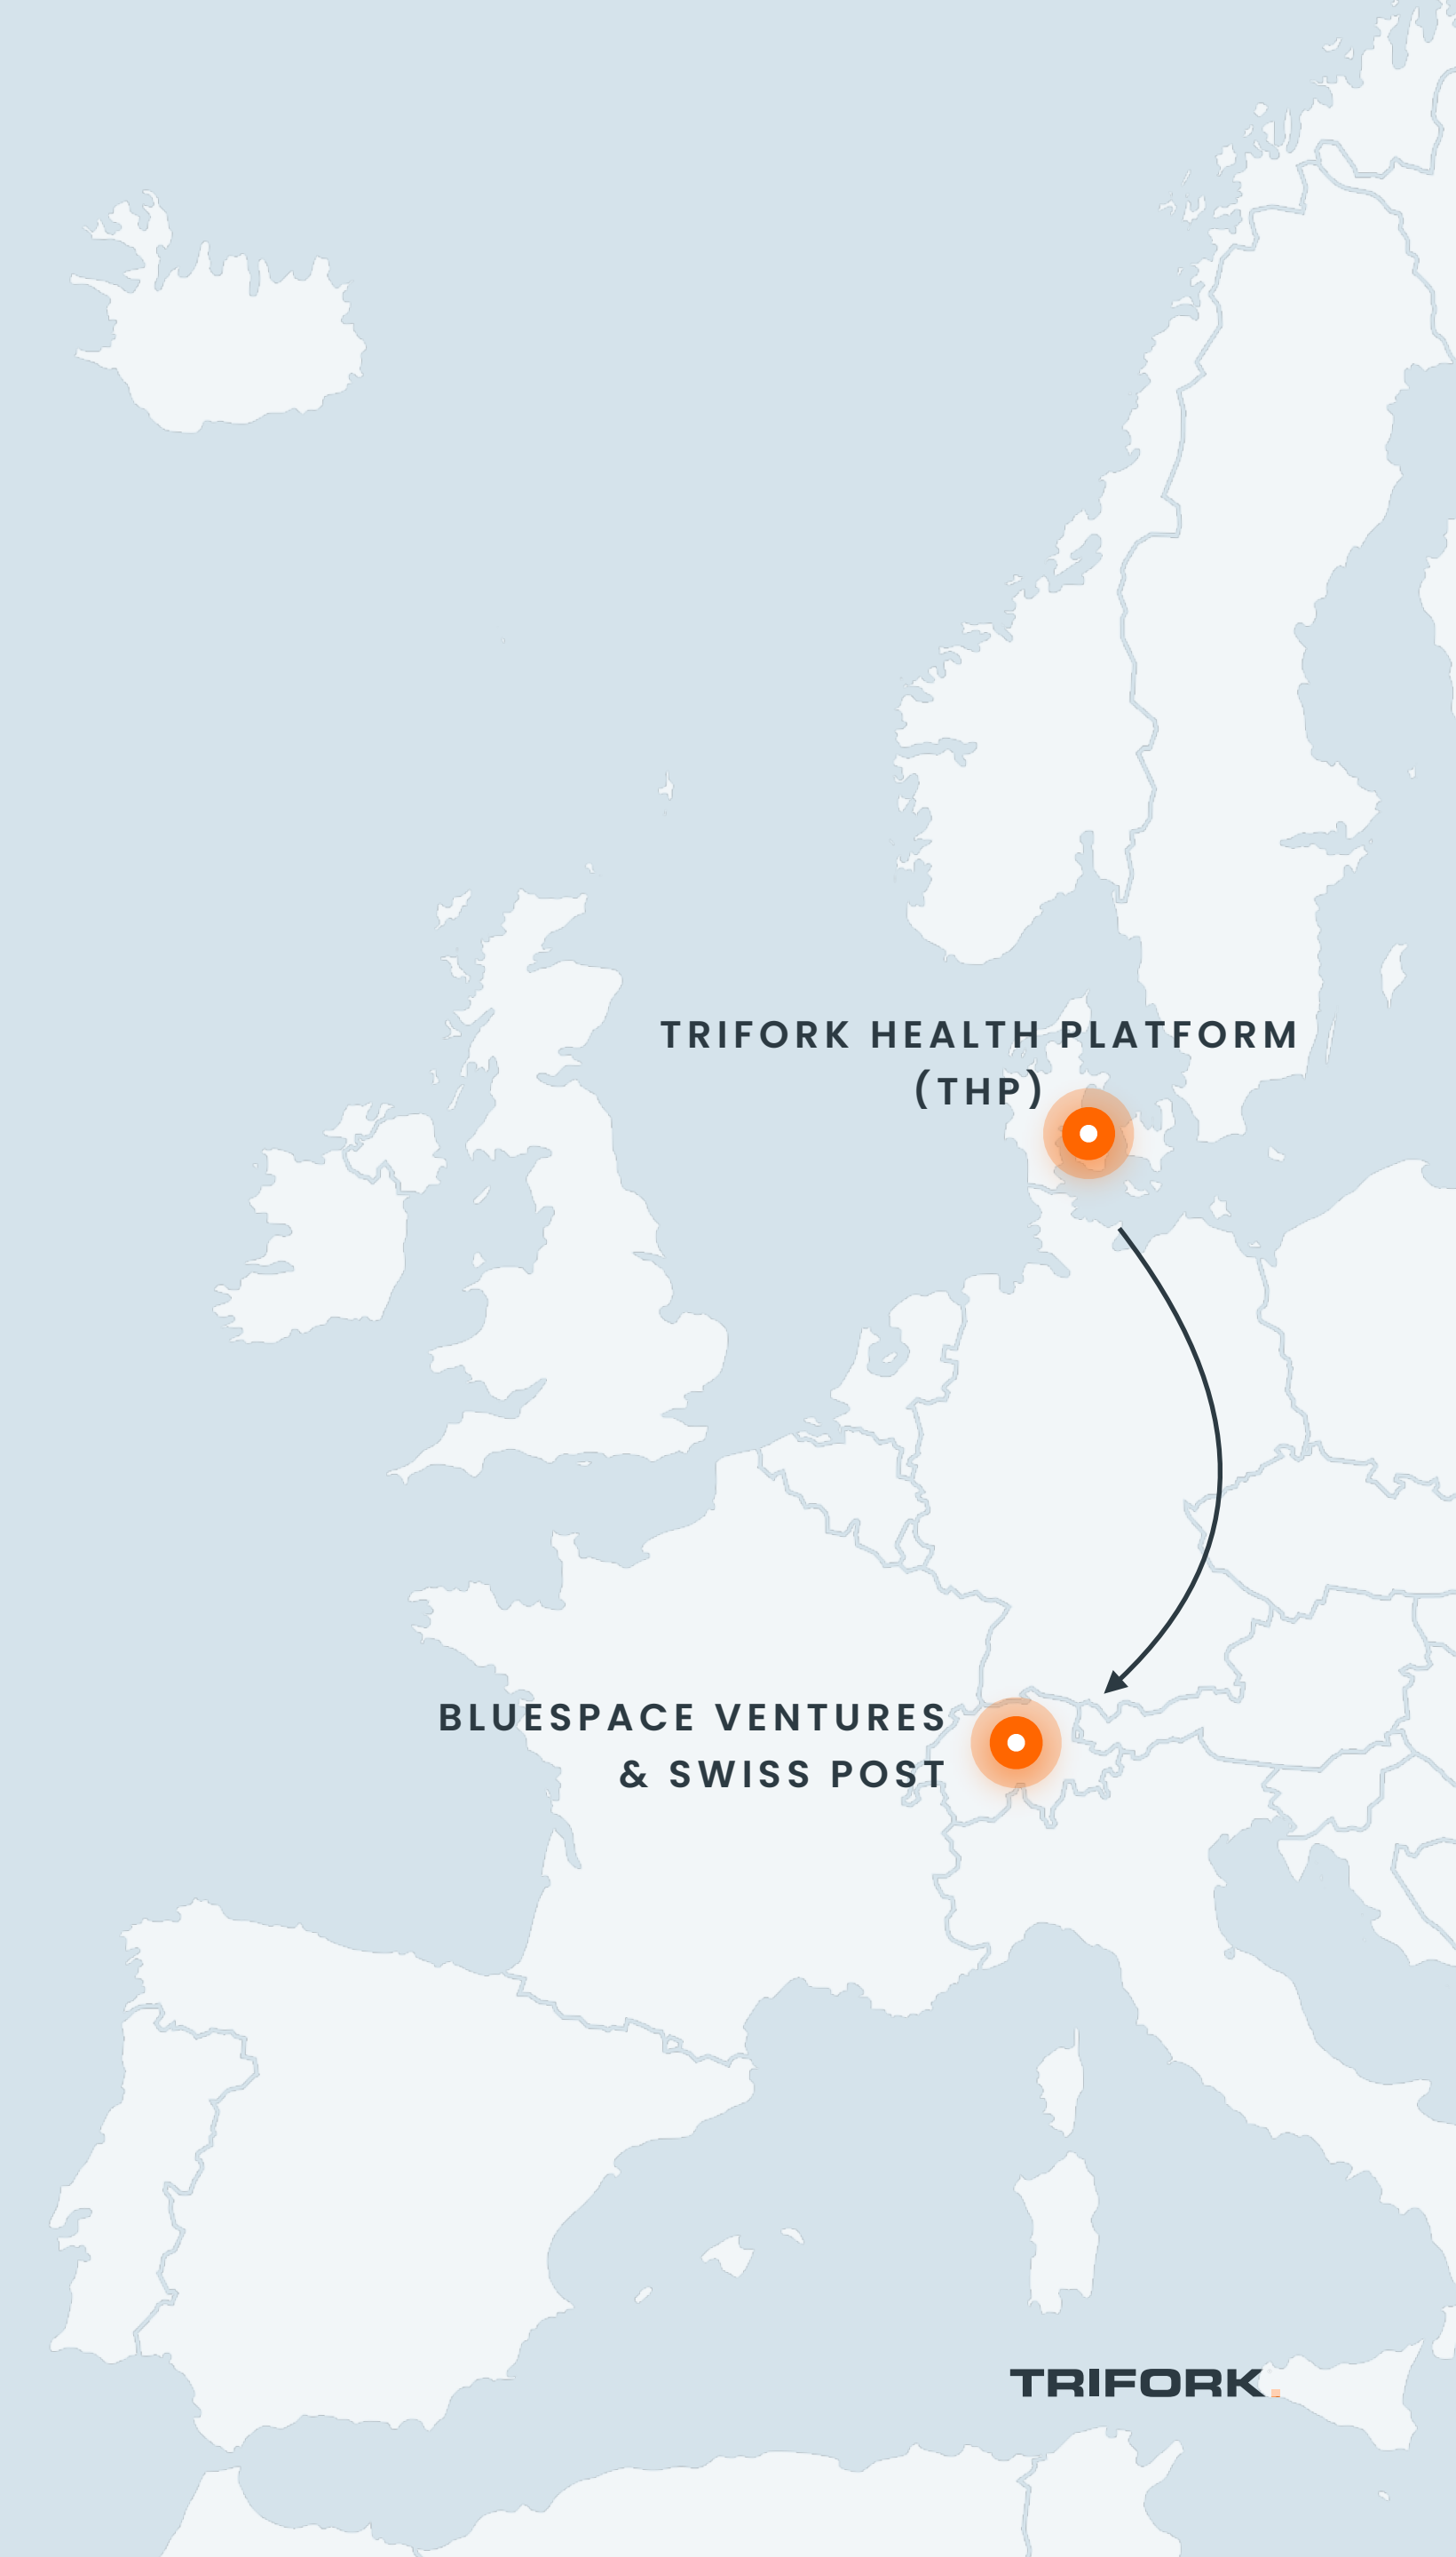 TRIFORK HEALTH PLATFORM
(THP)
BLUESPACE VENTURES
& SWISS POST
TRIFORK.